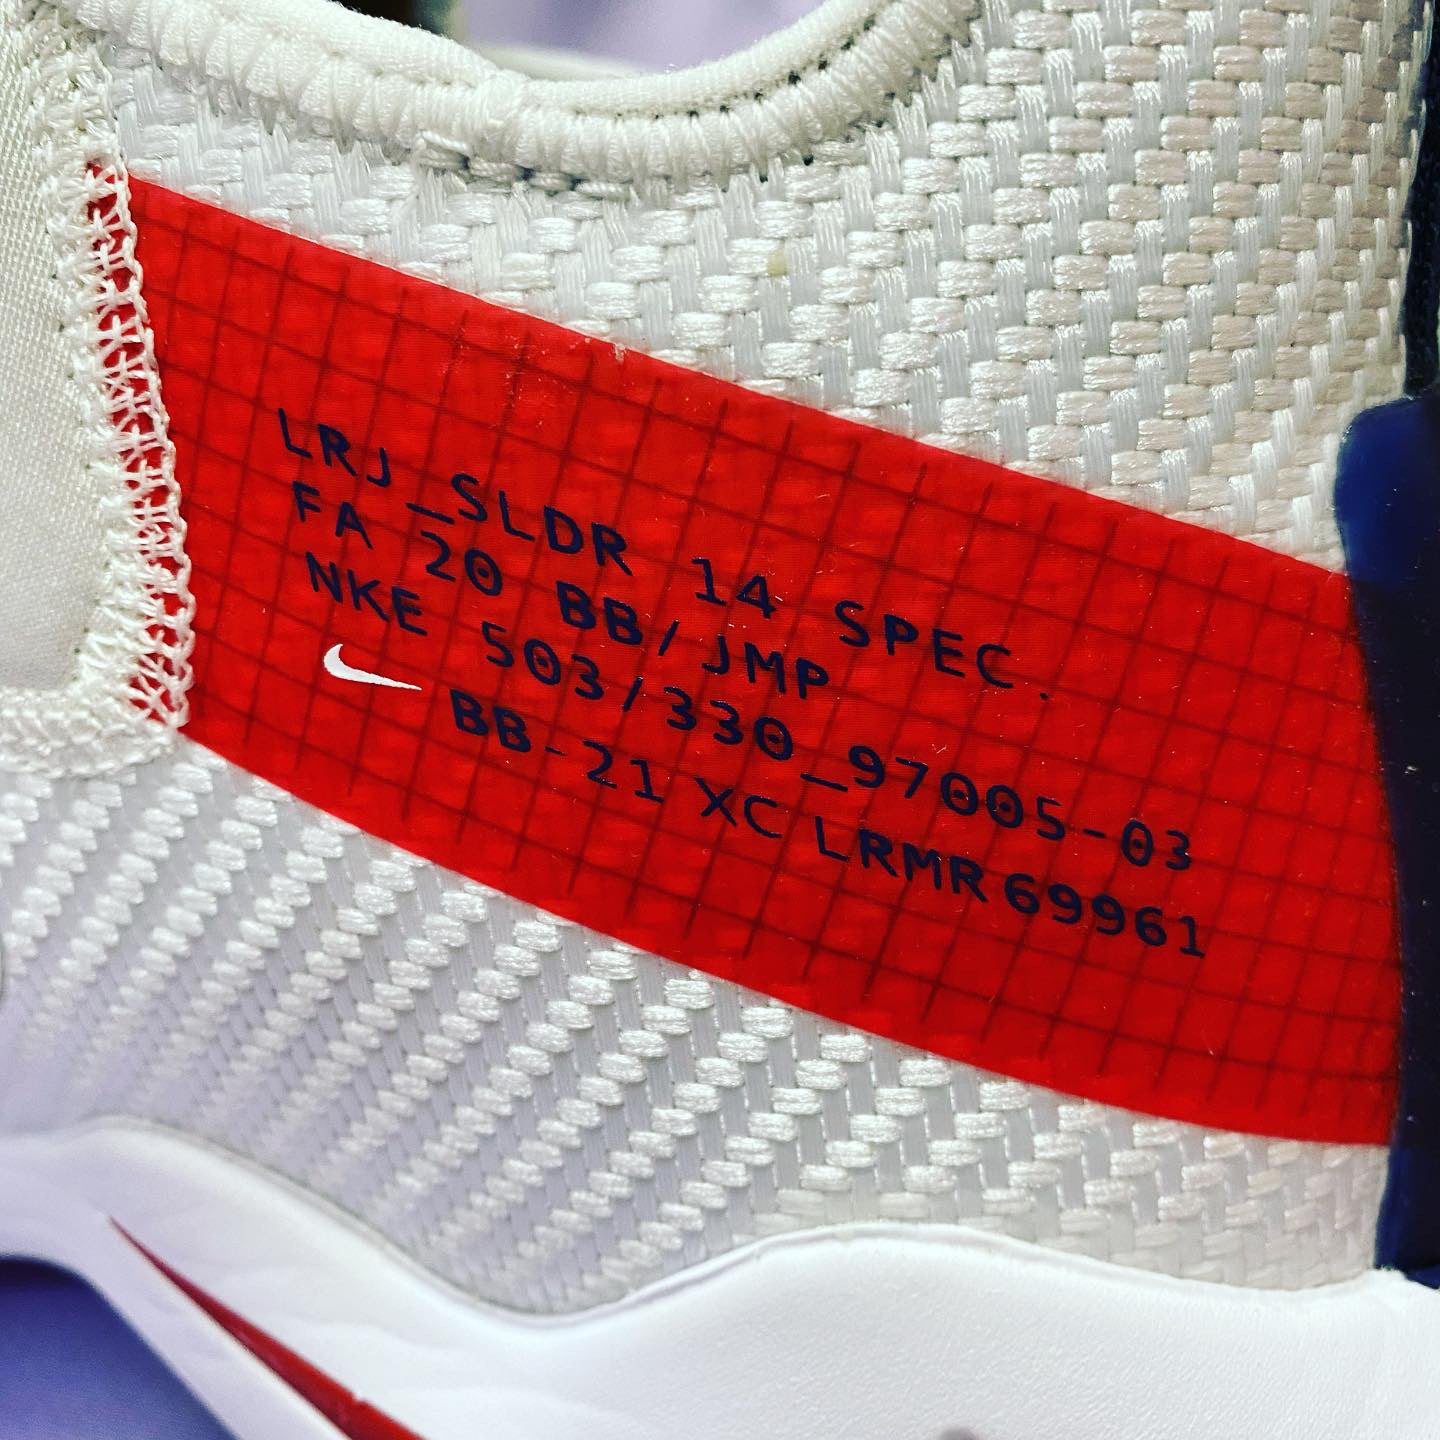 LRJ_SLDR 14 SPEC.
FA 20 BB/JMP
NKE 503/330_97005-03
BB-21 XC LRMR69961